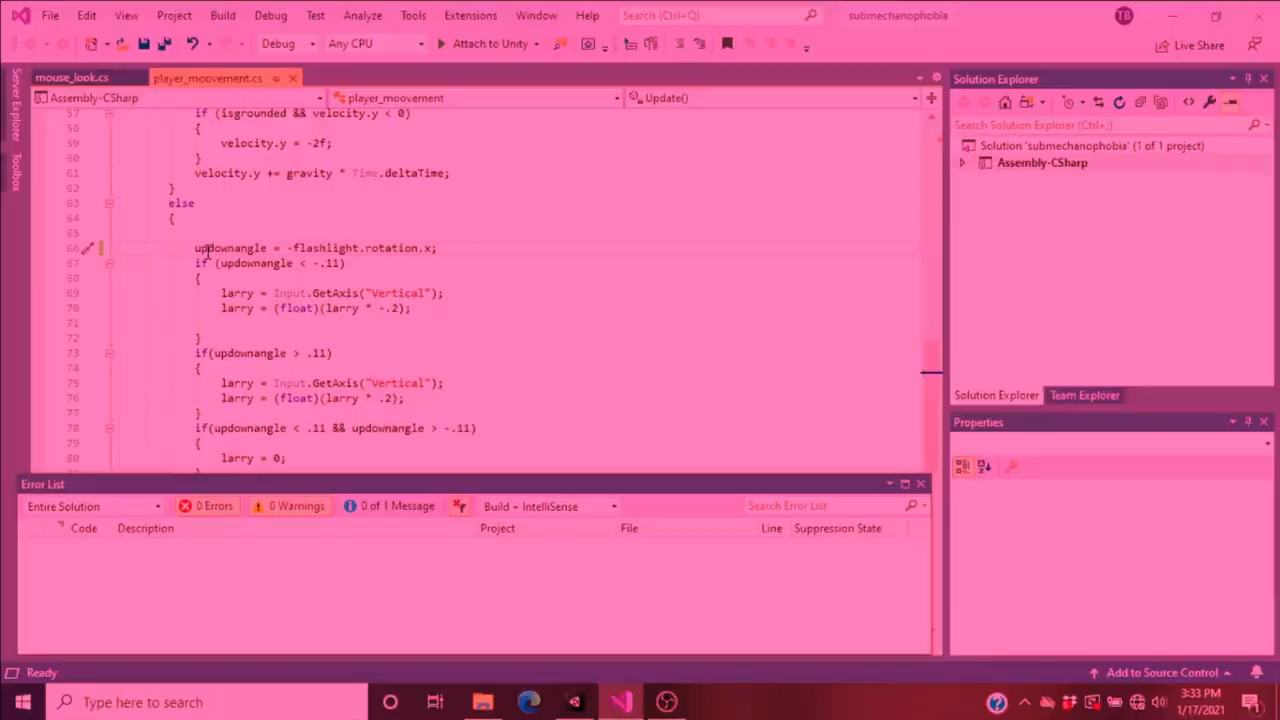 File Edit View Project Build Debug Test Analyze Tools Extensions Window Help Search (Ctrl+Q) submechanophobia TB
Debug Any CPU Attach to Unity Live Share
Server Explorer
Toolbox
mouse_look.cs player_moovement.cs
Assembly-CSharp player_moovement Update()
57 if (isgrounded && velocity.y < 0)
58 {
59 velocity.y = -2f;
60 }
61 velocity.y += gravity * Time.deltaTime;
62 }
63 else
64 {
65
66 updownangle = -flashlight.rotation.x;
67 if (updownangle < -.11)
68 {
69 larry = Input.GetAxis("Vertical");
70 larry = (float)(larry * -.2);
71
72 }
73 if(updownangle > .11)
74 {
75 larry = Input.GetAxis("Vertical");
76 larry = (float)(larry * .2);
77 }
78 if(updownangle < .11 && updownangle > -.11)
79 {
80 larry = 0;
Solution Explorer
Search Solution Explorer (Ctrl+;)
Solution 'submechanophobia' (1 of 1 project)
Assembly-CSharp
Solution Explorer Team Explorer
Properties
Error List
Entire Solution 0 Errors 0 Warnings 0 of 1 Message Build + IntelliSense Search Error List
Code Description Project File Line Suppression State
Ready Add to Source Control
Type here to search 3:33 PM
1/17/2021